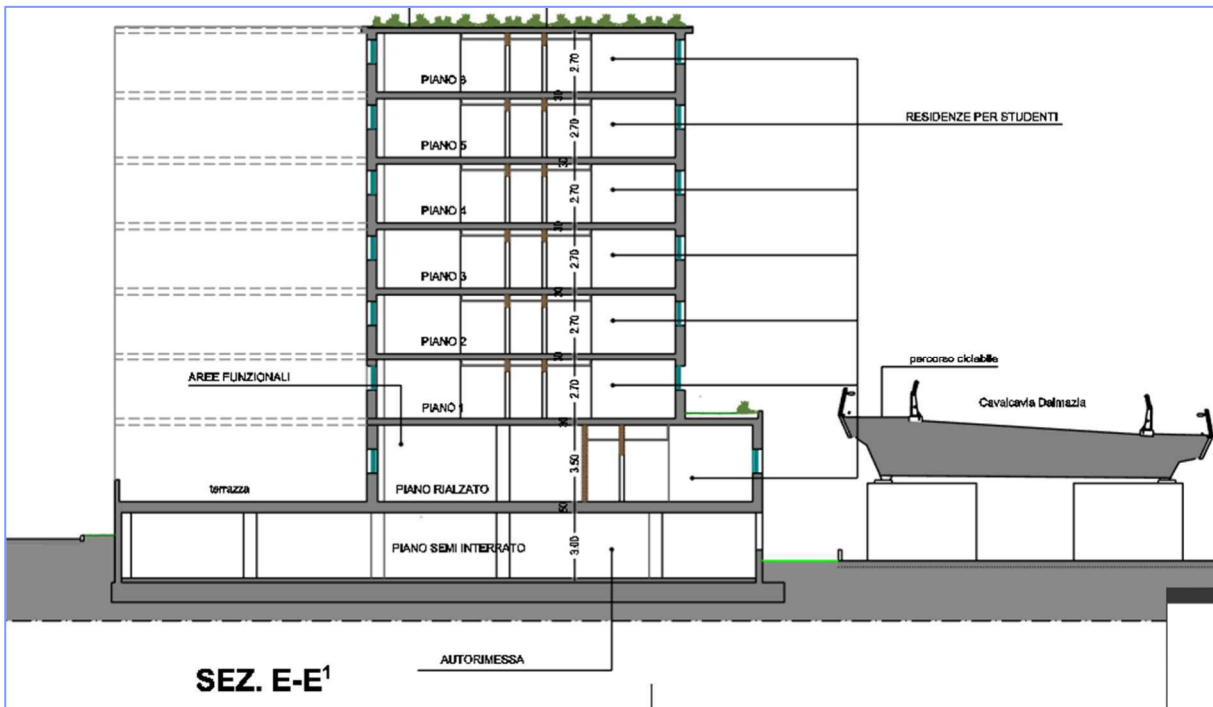 PIANO 6
2.70
30
RESIDENZE PER STUDENTI
PIANO 5
2.70
30
PIANO 4
2.70
30
PIANO 3
2.70
30
PIANO 2
2.70
30
percorso ciclabile
AREE FUNZIONALI
2.70
PIANO 1
Cavalcavia Dalmazia
30
3.50
terrazza
PIANO RIALZATO
50
PIANO SEMI INTERRATO
3.00
AUTORIMESSA
SEZ. E-E¹